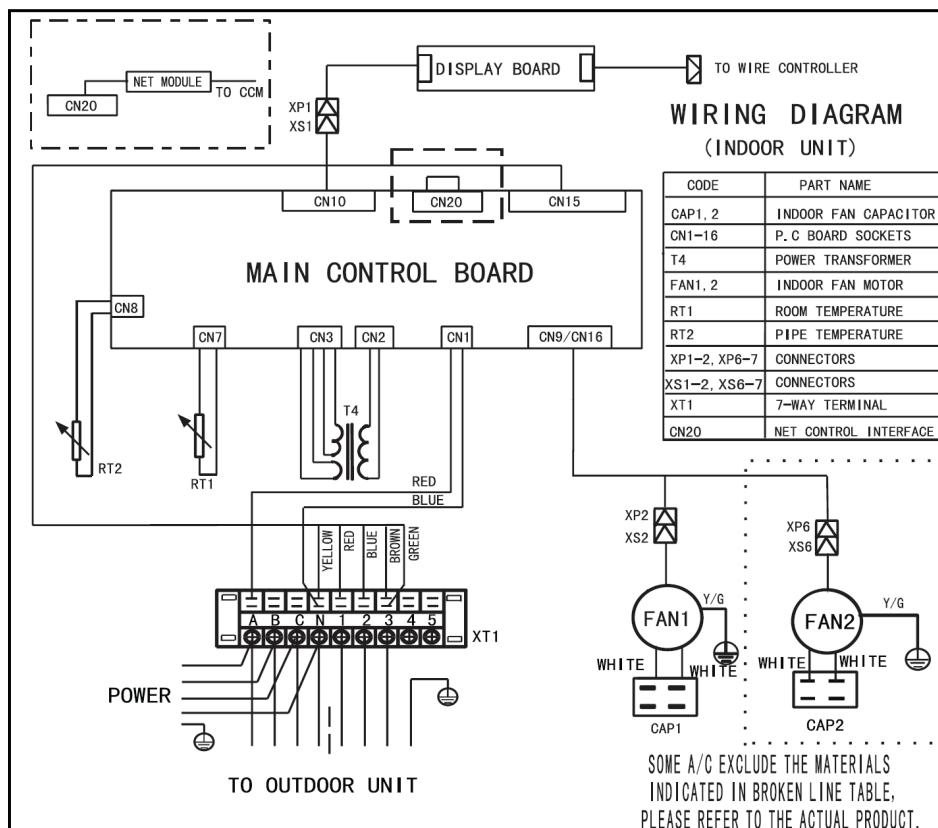 NET MODULE
TO CCM
CN20
DISPLAY BOARD
TO WIRE CONTROLLER
XP1
XS1
WIRING DIAGRAM
(INDOOR UNIT)
CODE PART NAME
CAP1, 2 INDOOR FAN CAPACITOR
CN1-16 P.C BOARD SOCKETS
T4 POWER TRANSFORMER
FAN1, 2 INDOOR FAN MOTOR
RT1 ROOM TEMPERATURE
RT2 PIPE TEMPERATURE
XP1-2, XP6-7 CONNECTORS
XS1-2, XS6-7 CONNECTORS
XT1 7-WAY TERMINAL
CN20 NET CONTROL INTERFACE
CN10 CN20 CN15
MAIN CONTROL BOARD
CN8
CN7 CN3 CN2 CN1 CN9/CN16
T4
RT2
RT1
RED
BLUE
YELLOW
RED
BLUE
BROWN
GREEN
A B C N 1 2 3 4 5
XT1
POWER
TO OUTDOOR UNIT
XP2
XS2
FAN1
Y/G
WHITE WHITE
CAP1
XP6
XS6
FAN2
Y/G
WHITE WHITE
CAP2
SOME A/C EXCLUDE THE MATERIALS
INDICATED IN BROKEN LINE TABLE,
PLEASE REFER TO THE ACTUAL PRODUCT.